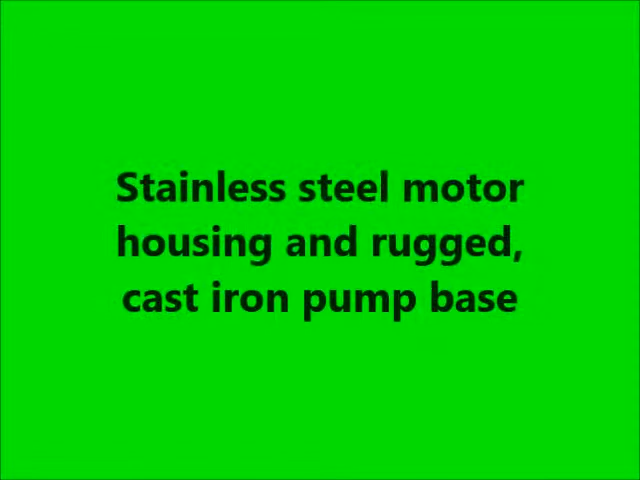 Stainless steel motor
housing and rugged,
cast iron pump base